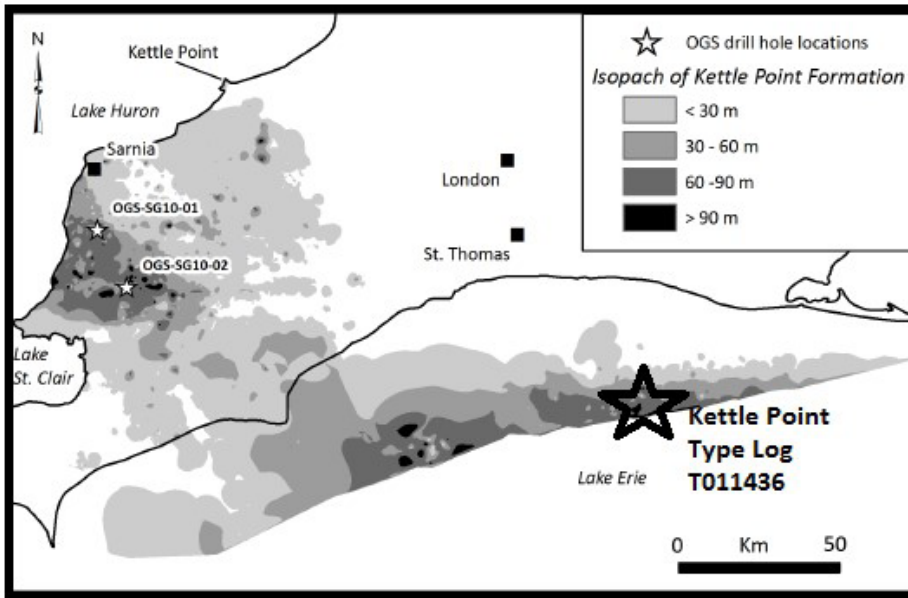 N
Kettle Point
Lake Huron
Sarnia
OGS-SG10-01
OGS-SG10-02
Lake
St. Clair
London
St. Thomas
OGS drill hole locations
Isopach of Kettle Point Formation
< 30 m
30 - 60 m
60 -90 m
> 90 m
Kettle Point
Type Log
T011436
Lake Erie
0 Km 50